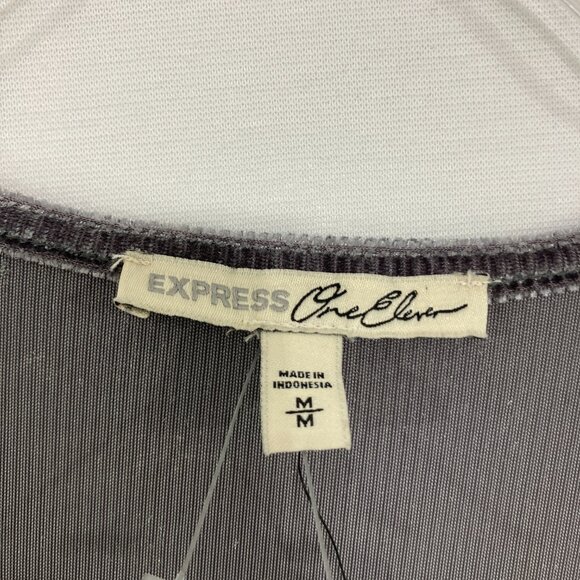 EXPRESS One Eleven
MADE IN
INDONESIA
M
M